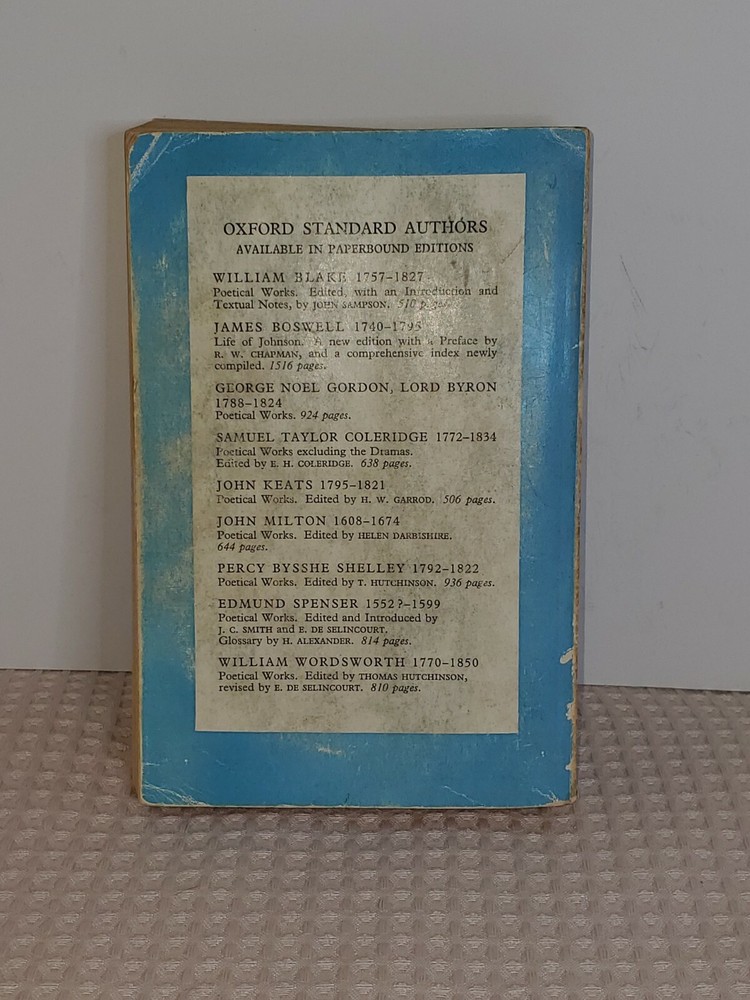 OXFORD STANDARD AUTHORS
AVAILABLE IN PAPERBOUND EDITIONS
WILLIAM BLAKE 1757–1827
Poetical Works. Edited, with an Introduction and
Textual Notes, by JOHN SAMPSON. 510 pages.
JAMES BOSWELL 1740–1795
Life of Johnson. A new edition with a Preface by
R. W. CHAPMAN, and a comprehensive index newly
compiled. 1516 pages.
GEORGE NOEL GORDON, LORD BYRON
1788–1824
Poetical Works. 924 pages.
SAMUEL TAYLOR COLERIDGE 1772–1834
Poetical Works excluding the Dramas.
Edited by E. H. COLERIDGE. 638 pages.
JOHN KEATS 1795–1821
Poetical Works. Edited by H. W. GARROD. 506 pages.
JOHN MILTON 1608–1674
Poetical Works. Edited by HELEN DARBISHIRE.
644 pages.
PERCY BYSSHE SHELLEY 1792–1822
Poetical Works. Edited by T. HUTCHINSON. 936 pages.
EDMUND SPENSER 1552?–1599
Poetical Works. Edited and Introduced by
J. C. SMITH and E. DE SELINCOURT.
Glossary by H. ALEXANDER. 814 pages.
WILLIAM WORDSWORTH 1770–1850
Poetical Works. Edited by THOMAS HUTCHINSON,
revised by E. DE SELINCOURT. 810 pages.